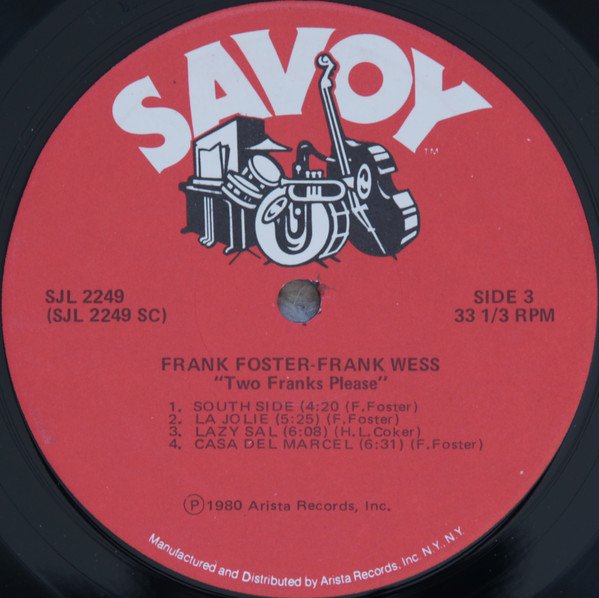 SAVOY
TM
SJL 2249
(SJL 2249 SC)
SIDE 3
33 1/3 RPM
FRANK FOSTER-FRANK WESS
"Two Franks Please"
1. SOUTH SIDE (4:20 (F.Foster)
2. LA JOLIE (5:25) (F.Foster)
3. LAZY SAL (6:08) (H.L.Coker)
4. CASA DEL MARCEL (6:31) (F.Foster)
Ⓟ1980 Arista Records, Inc.
Manufactured and Distributed by Arista Records, Inc N.Y., N.Y.